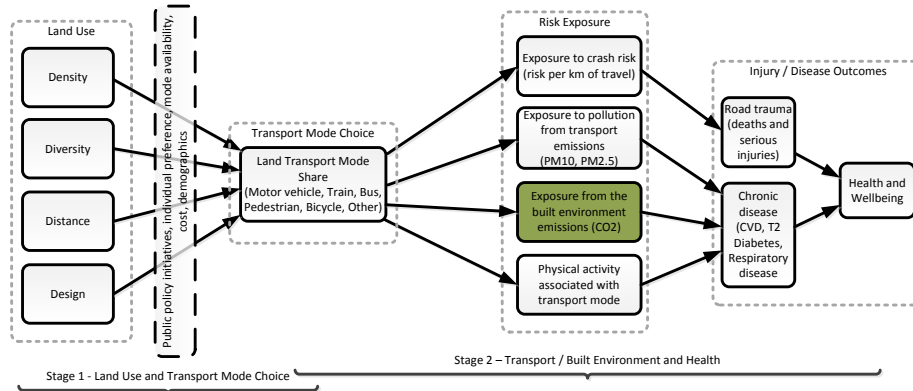 Land Use
Density
Diversity
Distance
Design
Public policy initiatives, individual preference, mode availability,
cost, demographics
Transport Mode Choice
Land Transport Mode
Share
(Motor vehicle, Train, Bus,
Pedestrian, Bicycle, Other)
Risk Exposure
Exposure to crash risk
(risk per km of travel)
Exposure to pollution from
transport emissions
(PM10, PM2.5)
Exposure from the
built environment
emissions (CO2)
Physical activity
associated with
transport mode
Injury / Disease Outcomes
Road trauma
(deaths and
serious
injuries)
Chronic
disease
(CVD, T2
Diabetes,
Respiratory
disease
Health and
Wellbeing
Stage 1 - Land Use and Transport Mode Choice
Stage 2 – Transport / Built Environment and Health